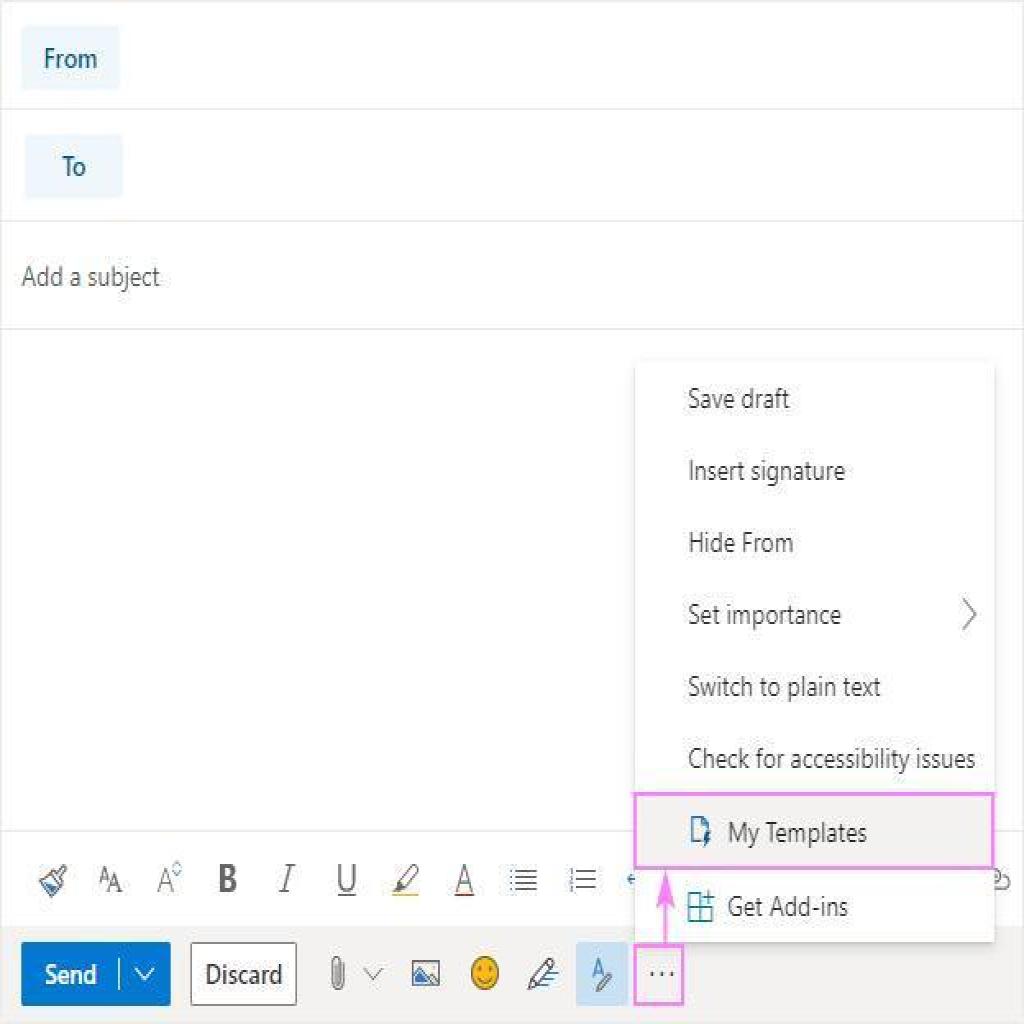 From
To
Add a subject
Save draft
Insert signature
Hide From
Set importance
Switch to plain text
Check for accessibility issues
My Templates
Get Add-ins
Send
Discard